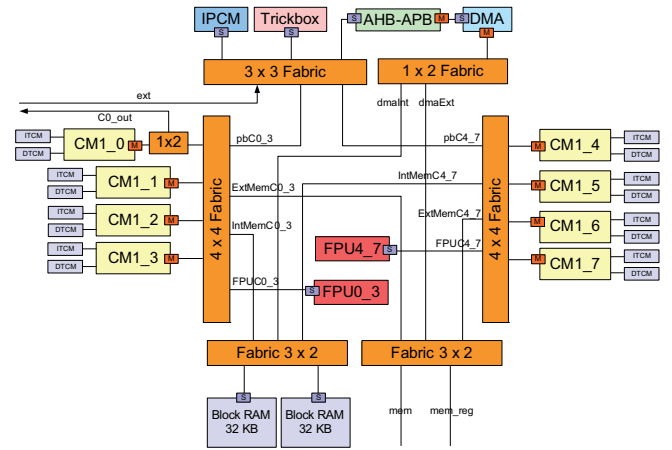 IPCM
Trickbox
AHB-APB
DMA
S
S
S
M
S
M
3 x 3 Fabric
1 x 2 Fabric
ext
dmaInt
dmaExt
C0_out
ITCM
DTCM
CM1_0
M
1x2
pbC0_3
pbC4_7
M
CM1_4
ITCM
DTCM
ITCM
DTCM
CM1_1
M
ExtMemC0_3
IntMemC4_7
M
CM1_5
ITCM
DTCM
4 x 4 Fabric
4 x 4 Fabric
ITCM
DTCM
CM1_2
M
IntMemC0_3
ExtMemC4_7
M
CM1_6
ITCM
DTCM
ITCM
DTCM
CM1_3
M
FPU4_7
S
FPUC4_7
M
CM1_7
ITCM
DTCM
FPUC0_3
S
FPU0_3
Fabric 3 x 2
Fabric 3 x 2
S
S
Block RAM
32 KB
Block RAM
32 KB
mem
mem_reg